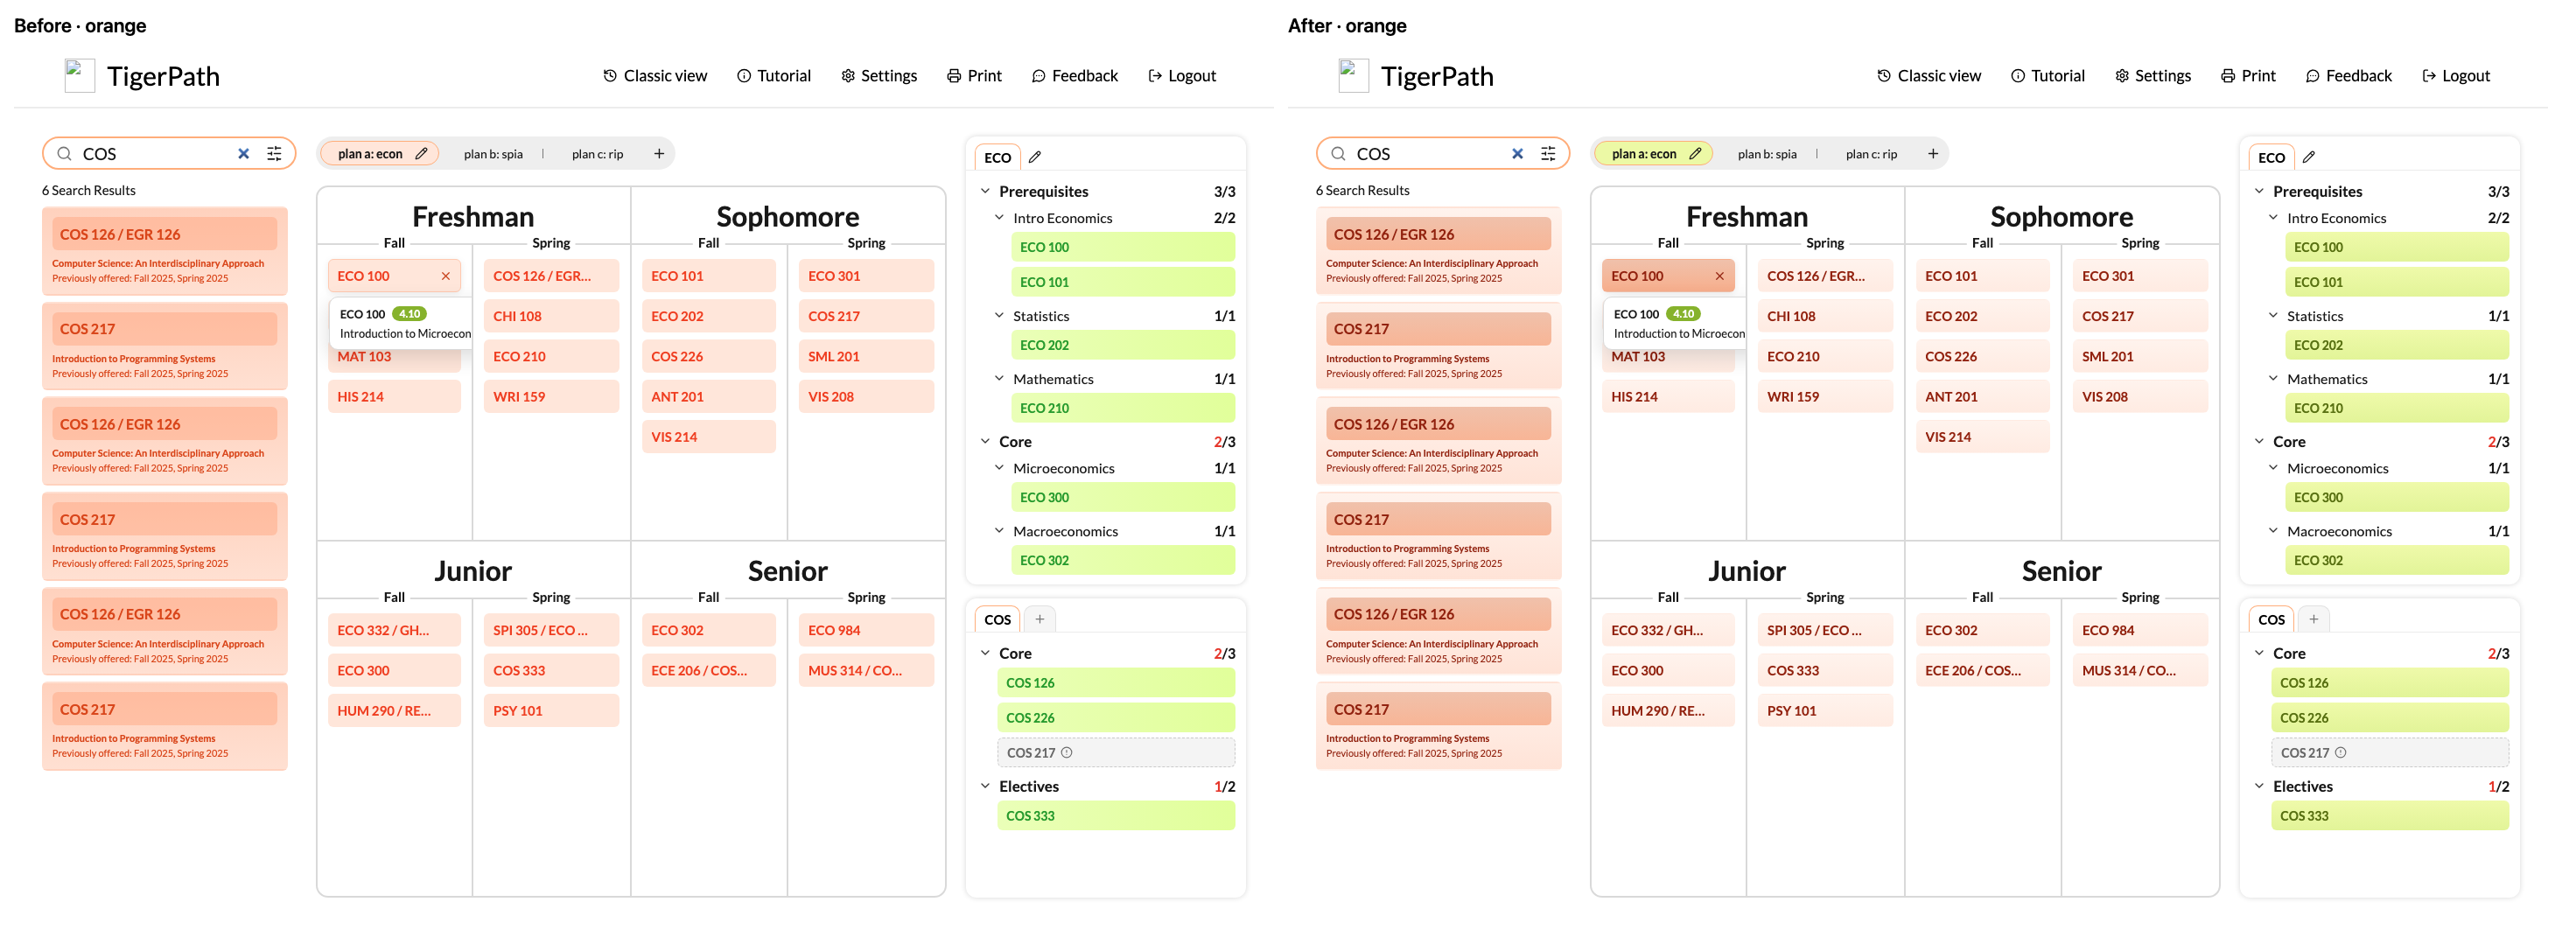 Before · orange
TigerPath
Classic view
Tutorial
Settings
Print
Feedback
Logout
COS
6 Search Results
COS 126 / EGR 126
Computer Science: An Interdisciplinary Approach
Previously offered: Fall 2025, Spring 2025
COS 217
Introduction to Programming Systems
Previously offered: Fall 2025, Spring 2025
COS 126 / EGR 126
Computer Science: An Interdisciplinary Approach
Previously offered: Fall 2025, Spring 2025
COS 217
Introduction to Programming Systems
Previously offered: Fall 2025, Spring 2025
COS 126 / EGR 126
Computer Science: An Interdisciplinary Approach
Previously offered: Fall 2025, Spring 2025
COS 217
Introduction to Programming Systems
Previously offered: Fall 2025, Spring 2025
plan a: econ
plan b: spia
plan c: rip
Freshman
Fall
ECO 100
ECO 100 4.10
Introduction to Microecon
MAT 103
HIS 214
Spring
COS 126 / EGR...
CHI 108
ECO 210
WRI 159
Sophomore
Fall
ECO 101
ECO 202
COS 226
ANT 201
VIS 214
Spring
ECO 301
COS 217
SML 201
VIS 208
Junior
Fall
ECO 332 / GH...
ECO 300
HUM 290 / RE...
Spring
SPI 305 / ECO ...
COS 333
PSY 101
Senior
Fall
ECO 302
ECE 206 / COS...
Spring
ECO 984
MUS 314 / CO...
ECO
Prerequisites 3/3
Intro Economics 2/2
ECO 100
ECO 101
Statistics 1/1
ECO 202
Mathematics 1/1
ECO 210
Core 2/3
Microeconomics 1/1
ECO 300
Macroeconomics 1/1
ECO 302
COS
Core 2/3
COS 126
COS 226
COS 217
Electives 1/2
COS 333
After · orange
TigerPath
Classic view
Tutorial
Settings
Print
Feedback
Logout
COS
6 Search Results
COS 126 / EGR 126
Computer Science: An Interdisciplinary Approach
Previously offered: Fall 2025, Spring 2025
COS 217
Introduction to Programming Systems
Previously offered: Fall 2025, Spring 2025
COS 126 / EGR 126
Computer Science: An Interdisciplinary Approach
Previously offered: Fall 2025, Spring 2025
COS 217
Introduction to Programming Systems
Previously offered: Fall 2025, Spring 2025
COS 126 / EGR 126
Computer Science: An Interdisciplinary Approach
Previously offered: Fall 2025, Spring 2025
COS 217
Introduction to Programming Systems
Previously offered: Fall 2025, Spring 2025
plan a: econ
plan b: spia
plan c: rip
Freshman
Fall
ECO 100
ECO 100 4.10
Introduction to Microecon
MAT 103
HIS 214
Spring
COS 126 / EGR...
CHI 108
ECO 210
WRI 159
Sophomore
Fall
ECO 101
ECO 202
COS 226
ANT 201
VIS 214
Spring
ECO 301
COS 217
SML 201
VIS 208
Junior
Fall
ECO 332 / GH...
ECO 300
HUM 290 / RE...
Spring
SPI 305 / ECO ...
COS 333
PSY 101
Senior
Fall
ECO 302
ECE 206 / COS...
Spring
ECO 984
MUS 314 / CO...
ECO
Prerequisites 3/3
Intro Economics 2/2
ECO 100
ECO 101
Statistics 1/1
ECO 202
Mathematics 1/1
ECO 210
Core 2/3
Microeconomics 1/1
ECO 300
Macroeconomics 1/1
ECO 302
COS
Core 2/3
COS 126
COS 226
COS 217
Electives 1/2
COS 333